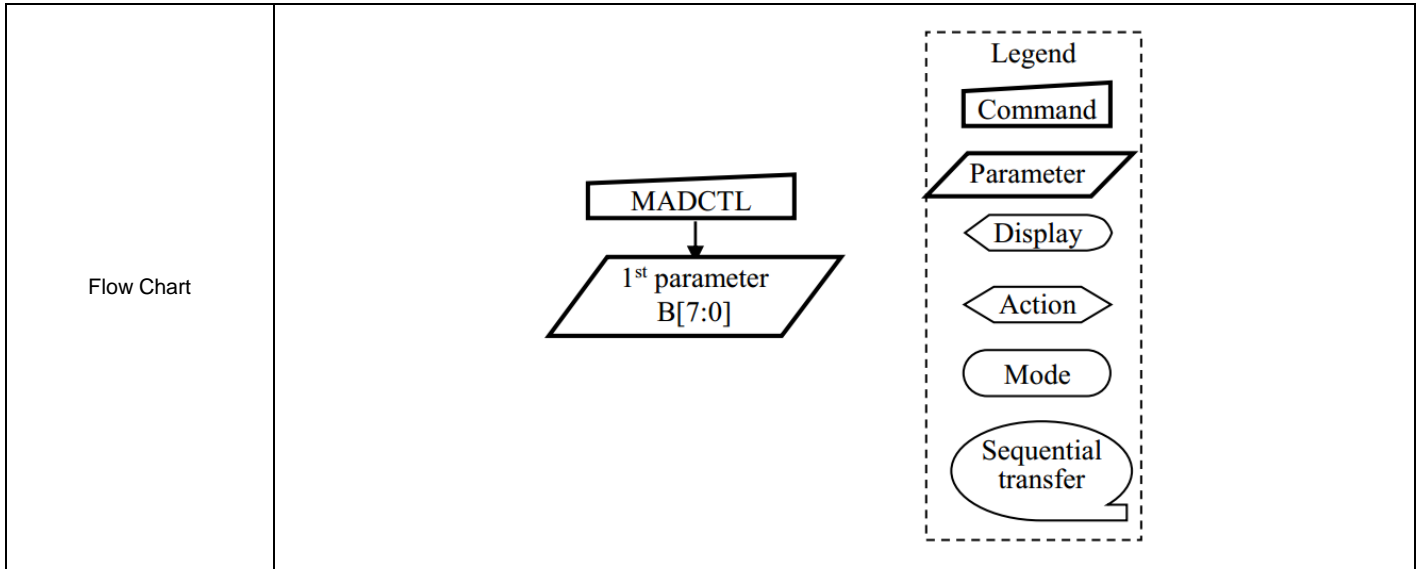 Flow Chart
MADCTL
1st parameter
B[7:0]
Legend
Command
Parameter
Display
Action
Mode
Sequential
transfer